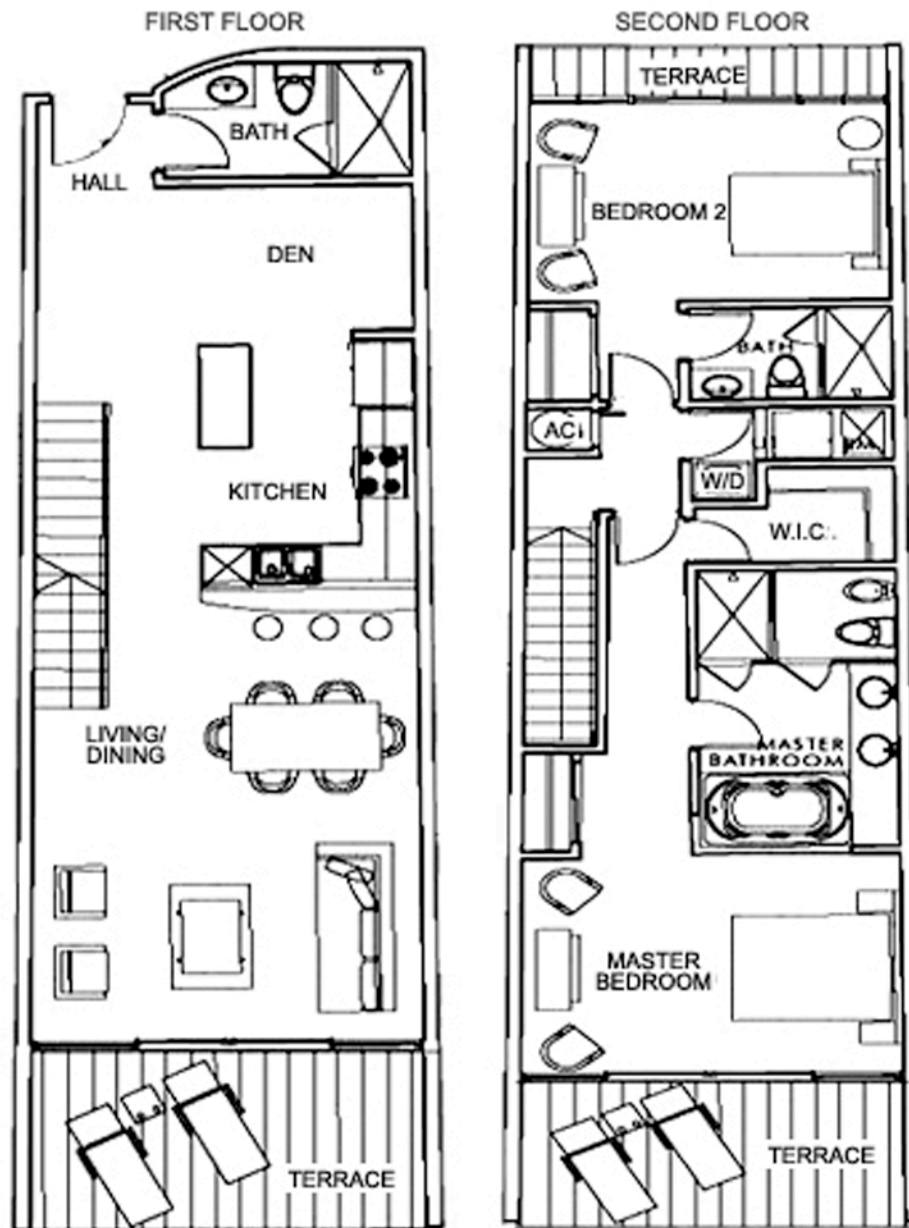 FIRST FLOOR
BATH
HALL
DEN
KITCHEN
LIVING/
DINING
TERRACE
SECOND FLOOR
TERRACE
BEDROOM 2
BATH
AC
W/D
W.I.C.
MASTER
BATHROOM
MASTER
BEDROOM
TERRACE